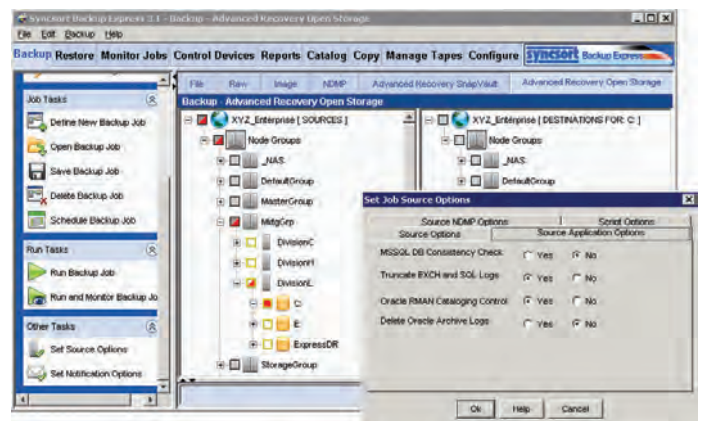 Syncsort Backup Express 3.1 - Backup - Advanced Recovery Open Storage
File Edit Backup Help
Backup Restore Monitor Jobs Control Devices Reports Catalog Copy Manage Tapes Configure syncsort Backup Express
File Raw Image NDMP Advanced Recovery SnapVault Advanced Recovery Open Storage
Job Tasks
Define New Backup Job
Open Backup Job
Save Backup Job
Delete Backup Job
Schedule Backup Job
Run Tasks
Run Backup Job
Run and Monitor Backup Jo
Other Tasks
Set Source Options
Set Notification Options
Backup - Advanced Recovery Open Storage
XYZ_Enterprise [ SOURCES ]
Node Groups
_NAS
DefaultGroup
MasterGroup
MktgGrp
DivisionC
DivisionH
DivisionL
C:
E:
ExpressDR
StorageGroup
XYZ_Enterprise [ DESTINATIONS FOR: C: ]
Node Groups
_NAS
DefaultGroup
Set Job Source Options
Source NDMP Options Script Options
Source Options Source Application Options
MSSQL DB Consistency Check Yes No
Truncate EXCH and SQL Logs Yes No
Oracle RMAN Cataloging Control Yes No
Delete Oracle Archive Logs Yes No
Ok Help Cancel